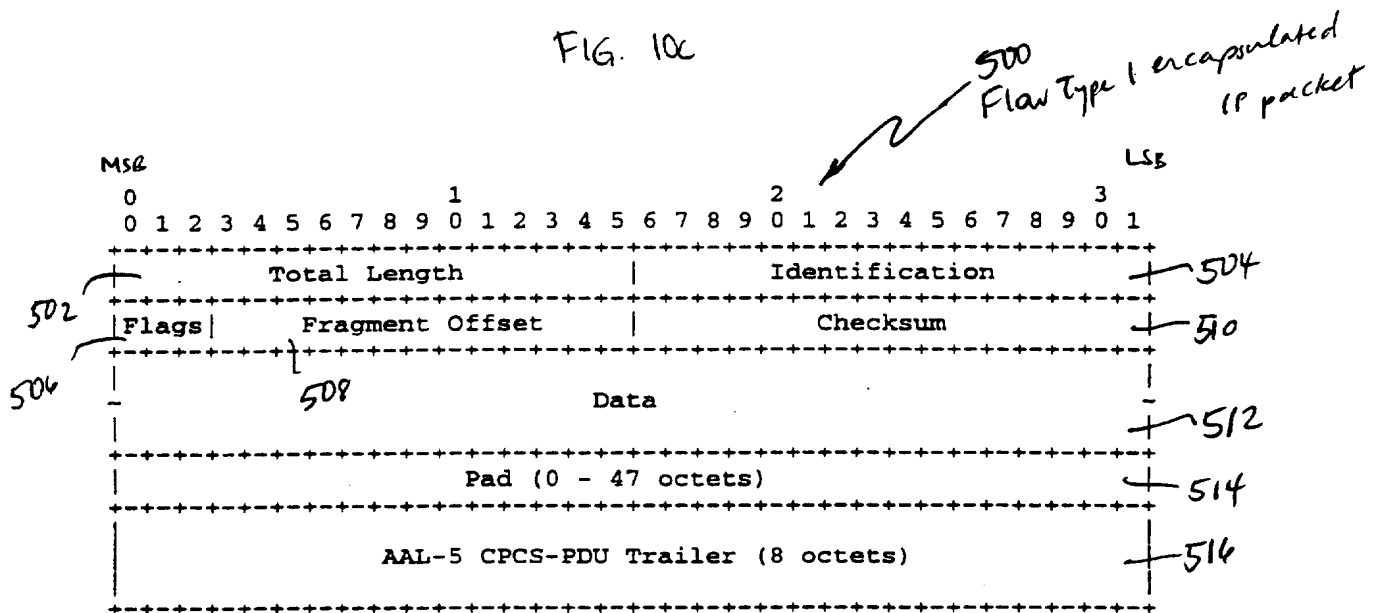 FIG. 10c
500
Flow Type 1 encapsulated
IP packet
MSB
LSB
0 1 2 3
0 1 2 3 4 5 6 7 8 9 0 1 2 3 4 5 6 7 8 9 0 1 2 3 4 5 6 7 8 9 0 1
+-+-+-+-+-+-+-+-+-+-+-+-+-+-+-+-+-+-+-+-+-+-+-+-+-+-+-+-+-+-+-+-+
502 | Total Length | Identification | 504
+-+-+-+-+-+-+-+-+-+-+-+-+-+-+-+-+-+-+-+-+-+-+-+-+-+-+-+-+-+-+-+-+
506 |Flags| Fragment Offset | Checksum | 510
+-+-+-+-+-+-+-+-+-+-+-+-+-+-+-+-+-+-+-+-+-+-+-+-+-+-+-+-+-+-+-+-+
508
- Data -
512
+-+-+-+-+-+-+-+-+-+-+-+-+-+-+-+-+-+-+-+-+-+-+-+-+-+-+-+-+-+-+-+-+
| Pad (0 - 47 octets) | 514
+-+-+-+-+-+-+-+-+-+-+-+-+-+-+-+-+-+-+-+-+-+-+-+-+-+-+-+-+-+-+-+-+
| AAL-5 CPCS-PDU Trailer (8 octets) | 516
+-+-+-+-+-+-+-+-+-+-+-+-+-+-+-+-+-+-+-+-+-+-+-+-+-+-+-+-+-+-+-+-+